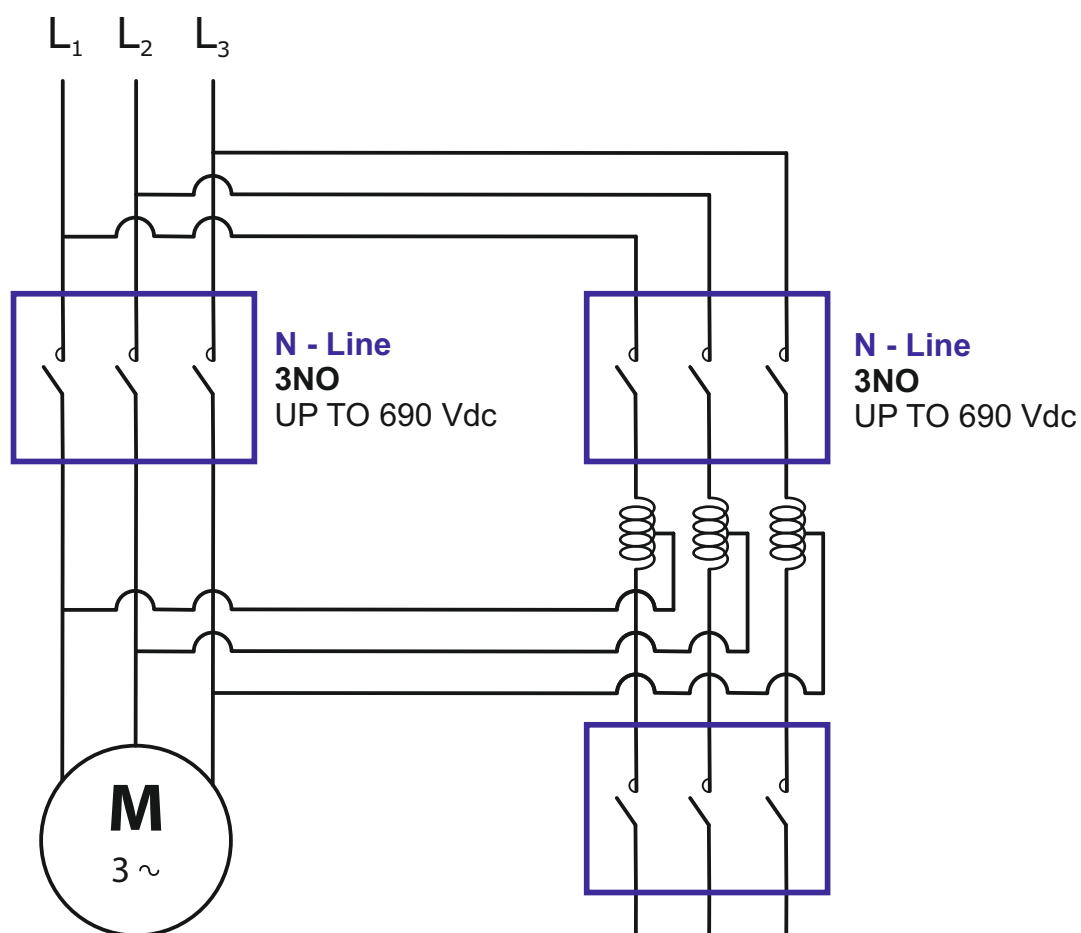 L₁ L₂ L₃
N - Line
3NO
UP TO 690 Vdc
N - Line
3NO
UP TO 690 Vdc
M
3 ~